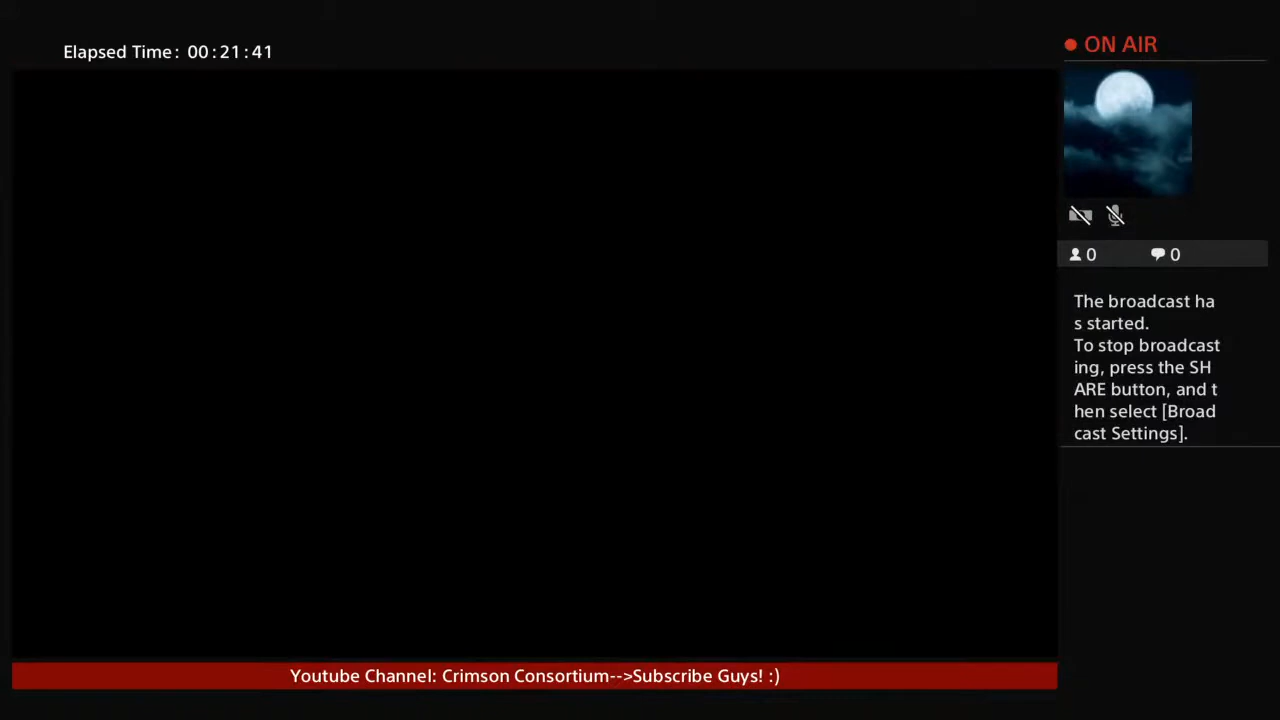 Elapsed Time: 00:21:41
ON AIR
0 0
The broadcast ha
s started.
To stop broadcast
ing, press the SH
ARE button, and t
hen select [Broad
cast Settings].
Youtube Channel: Crimson Consortium-->Subscribe Guys! :)